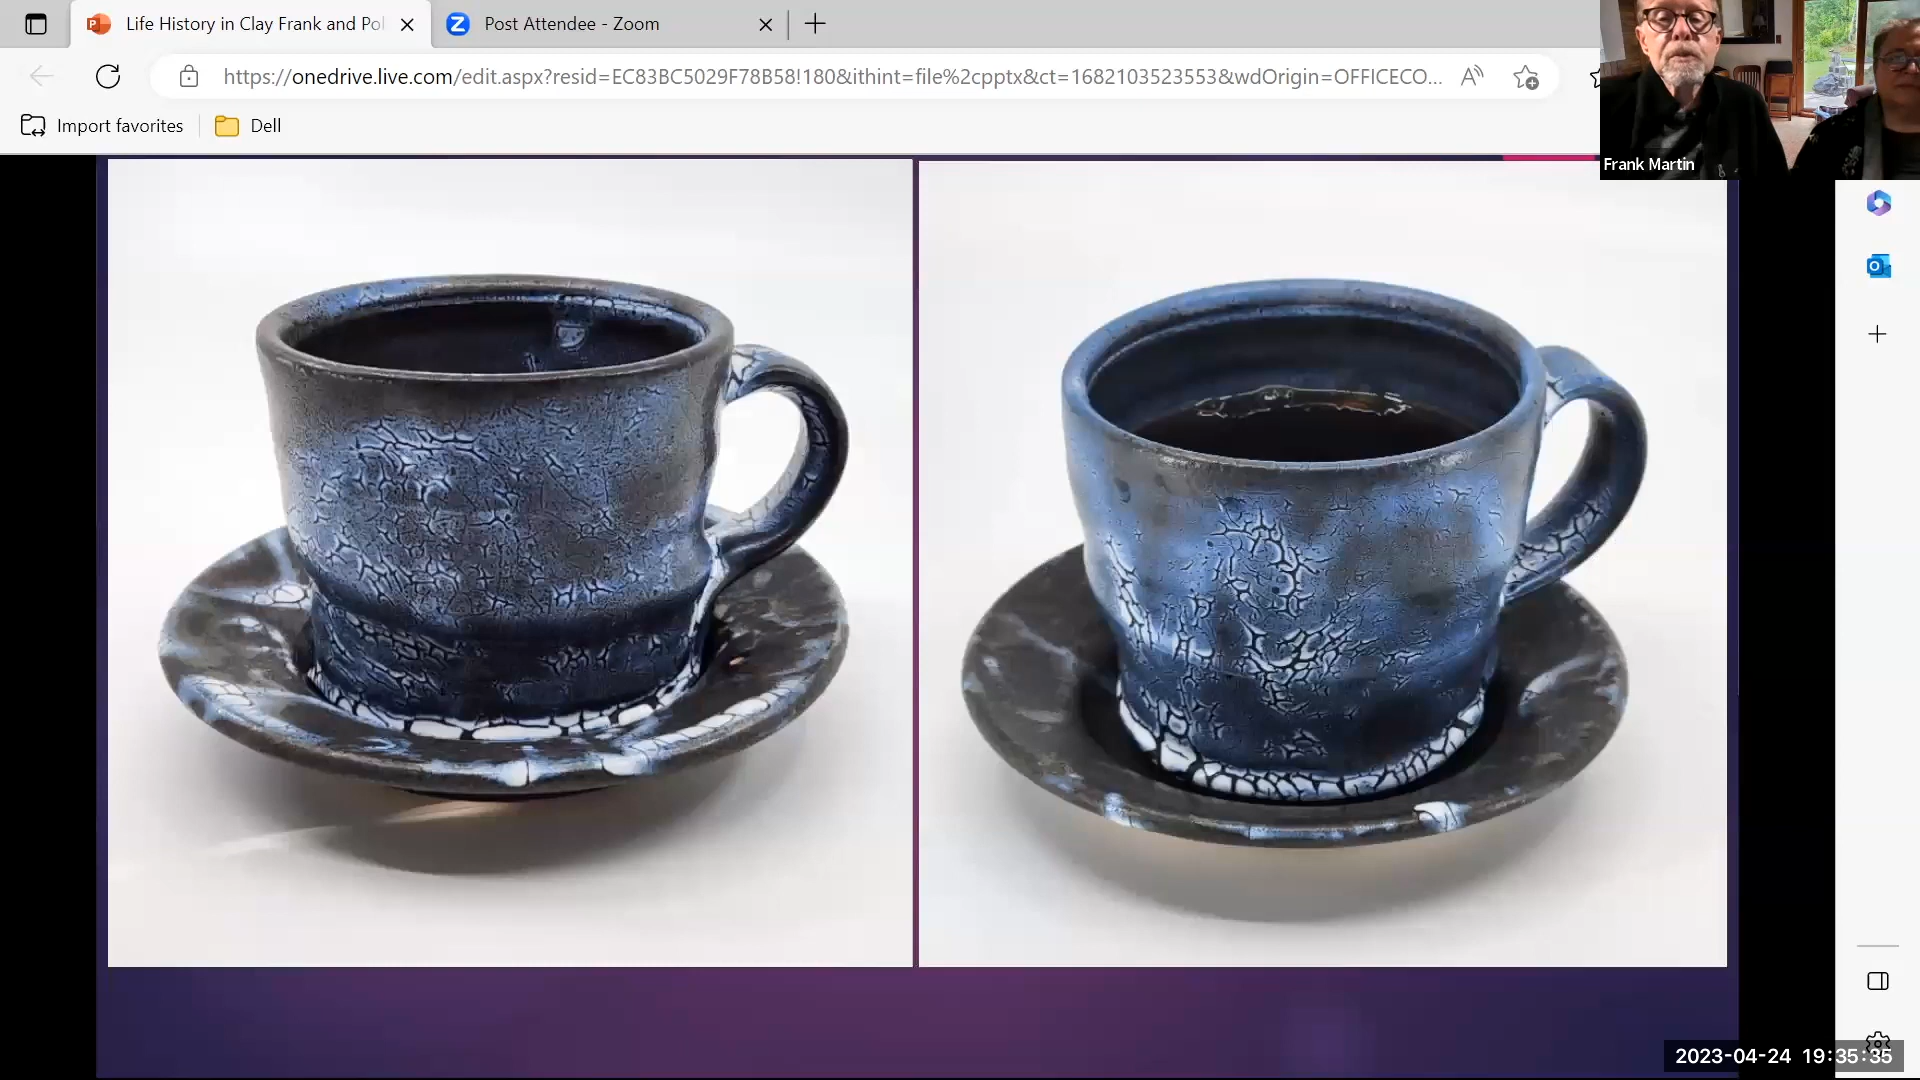 Life History in Clay Frank and Pol
Post Attendee - Zoom
https://onedrive.live.com/edit.aspx?resid=EC83BC5029F78B58!180&ithint=file%2cpptx&ct=1682103523553&wdOrigin=OFFICECO...
Import favorites
Dell
Frank Martin
2023-04-24 19:35:35